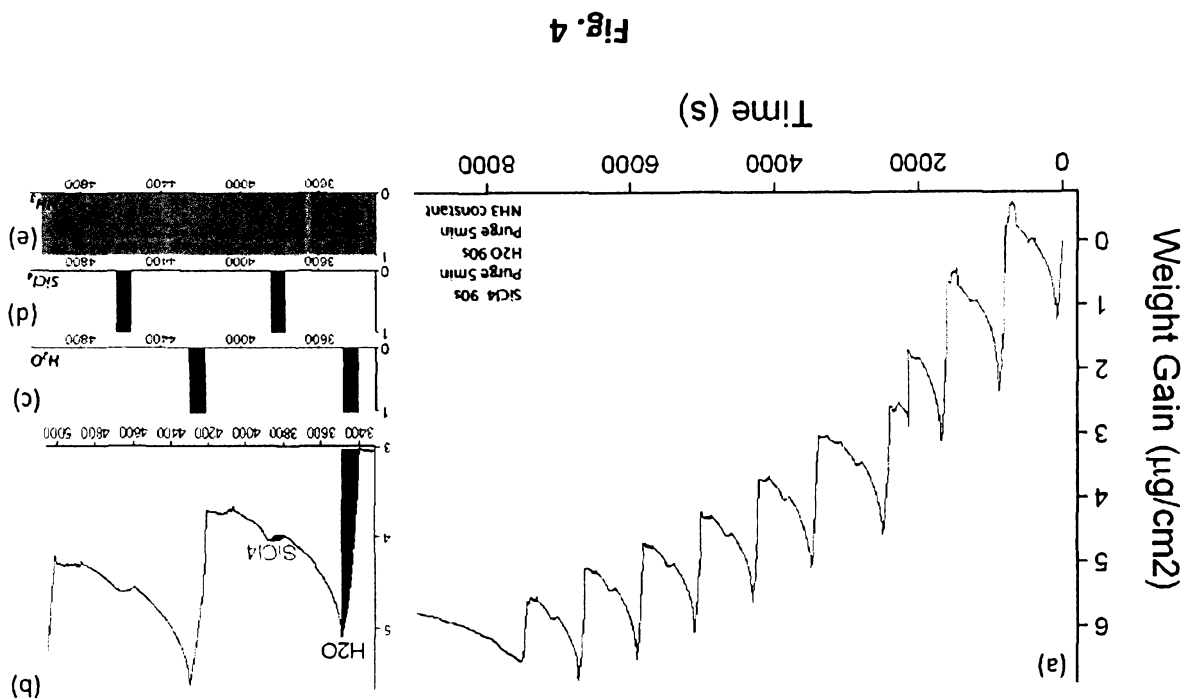 (a)
Weight Gain (µg/cm2)
6
5
4
3
2
1
0
SiCl4 90s
Purge 5min
H2O 90s
Purge 5min
NH3 constant
0 2000 4000 6000 8000
Time (s)
(b)
H2O
5
SiCl4
4
3
3400 3600 3800 4000 4200 4400 4600 4800 5000
(c)
1
0
H₂O
3600 4000 4400 4800
(d)
1
0
SiCl₄
3600 4000 4400 4800
(e)
1
0
NH₃
3600 4000 4400 4800
Fig. 4